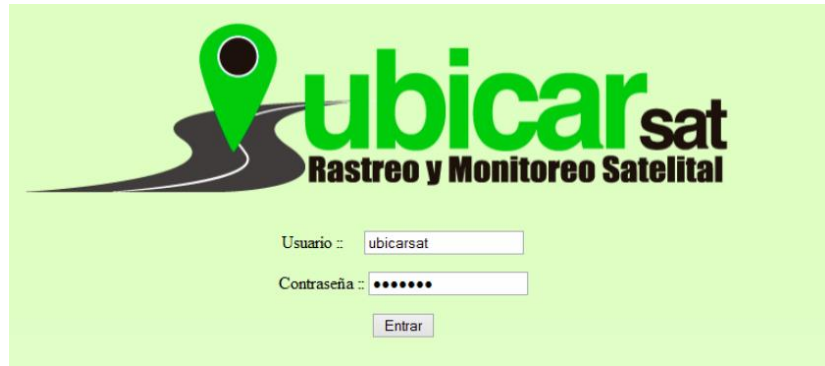 ubicar sat
Rastreo y Monitoreo Satelital
Usuario :: ubicarsat
Contraseña :: •••••••
Entrar